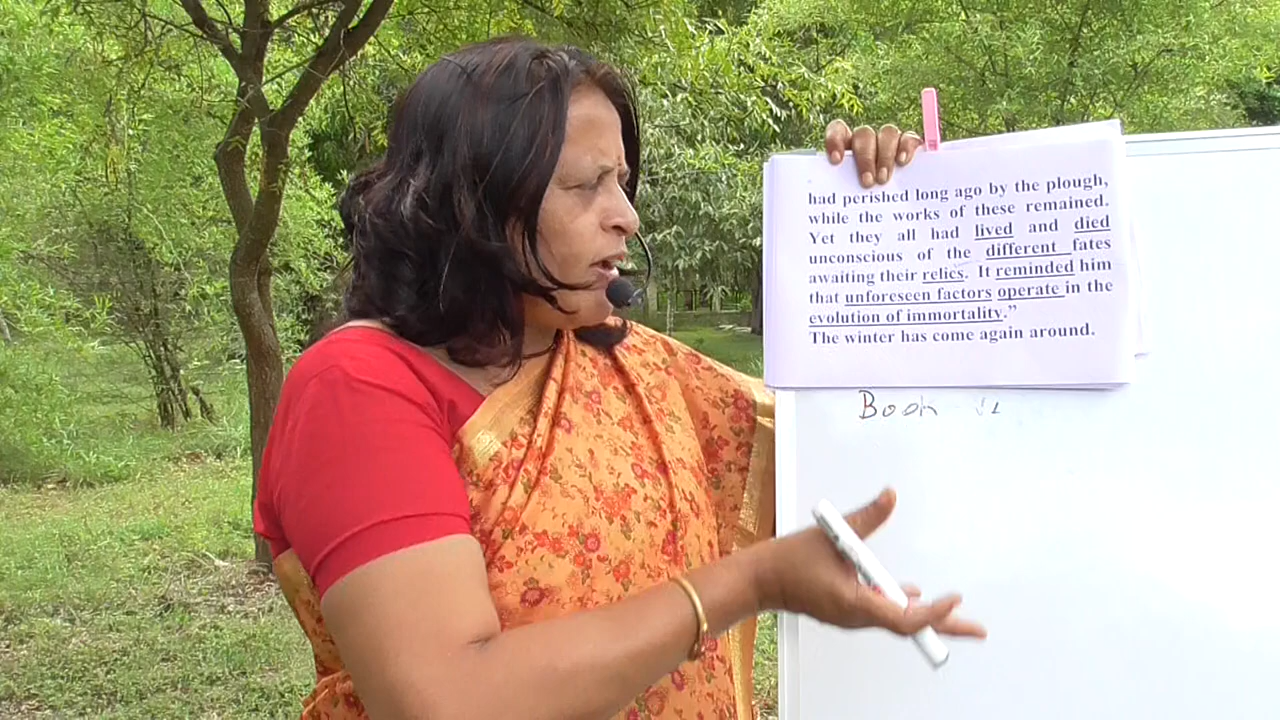 had perished long ago by the plough,
while the works of these remained.
Yet they all had lived and died
unconscious of the different fates
awaiting their relics. It reminded him
that unforeseen factors operate in the
evolution of immortality.”
The winter has come again around.
Book